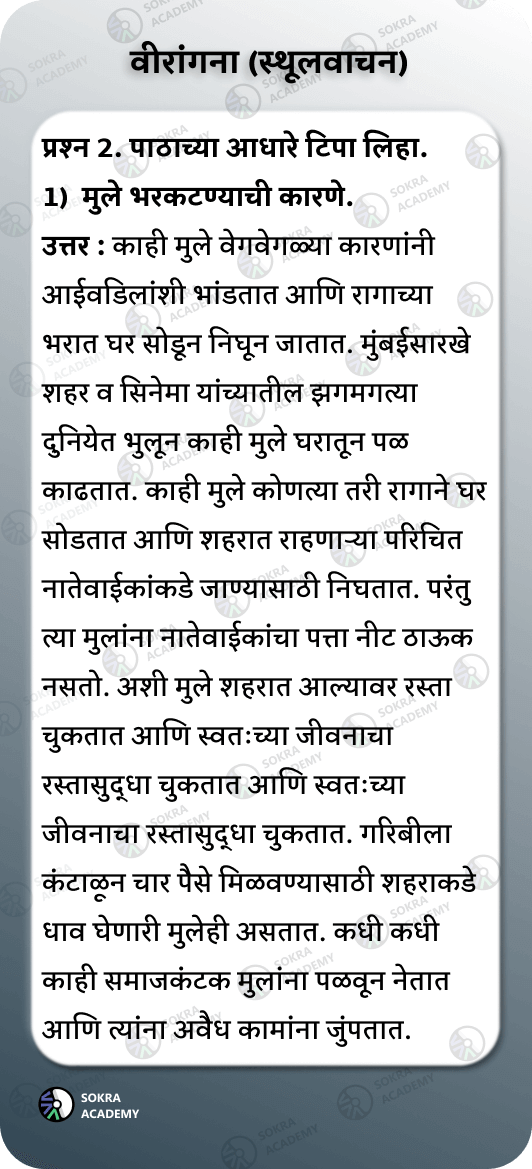 वीरांगना (स्थूलवाचन)
प्रश्न 2. पाठाच्या आधारे टिपा लिहा.
1) मुले भरकटण्याची कारणे.
उत्तर : काही मुले वेगवेगळ्या कारणांनी
आईवडिलांशी भांडतात आणि रागाच्या
भरात घर सोडून निघून जातात. मुंबईसारखे
शहर व सिनेमा यांच्यातील झगमगत्या
दुनियेत भुलून काही मुले घरातून पळ
काढतात. काही मुले कोणत्या तरी रागाने घर
सोडतात आणि शहरात राहणाऱ्या परिचित
नातेवाईकांकडे जाण्यासाठी निघतात. परंतु
त्या मुलांना नातेवाईकांचा पत्ता नीट ठाऊक
नसतो. अशी मुले शहरात आल्यावर रस्ता
चुकतात आणि स्वतःच्या जीवनाचा
रस्तासुद्धा चुकतात आणि स्वतःच्या
जीवनाचा रस्तासुद्धा चुकतात. गरिबीला
कंटाळून चार पैसे मिळवण्यासाठी शहराकडे
धाव घेणारी मुलेही असतात. कधी कधी
काही समाजकंटक मुलांना पळवून नेतात
आणि त्यांना अवैध कामांना जुंपतात.
SOKRA
ACADEMY